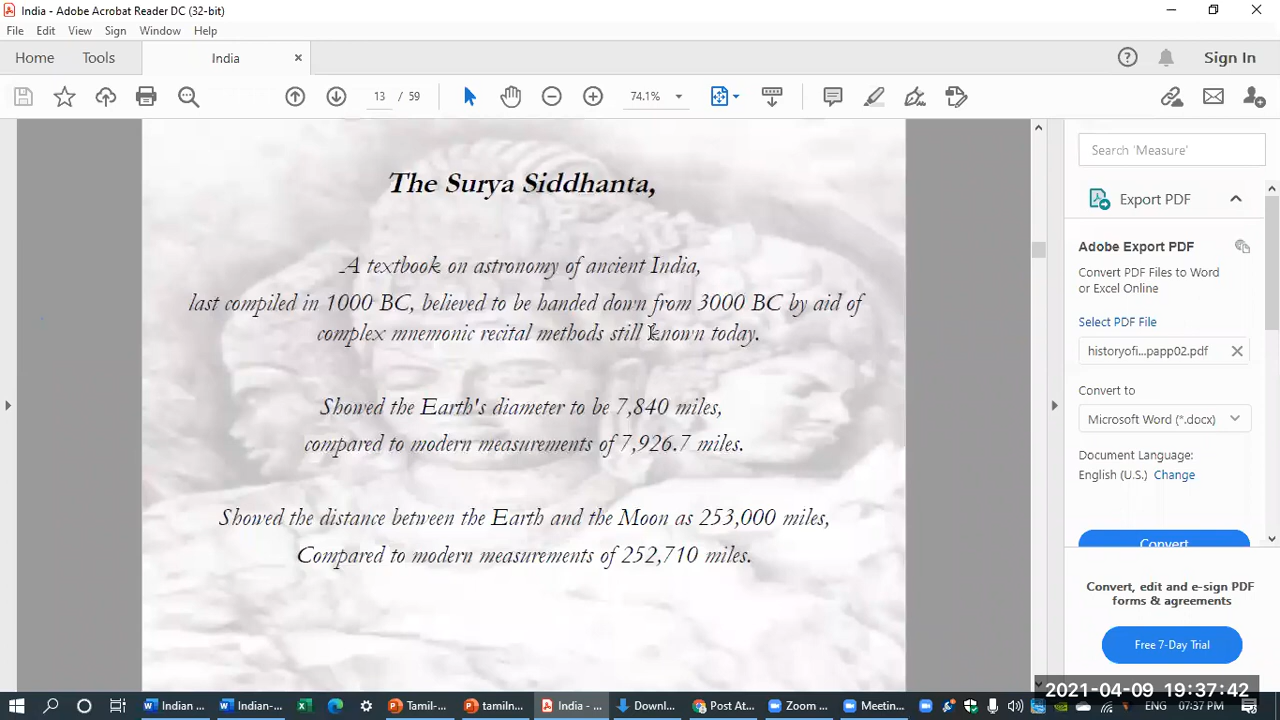 India - Adobe Acrobat Reader DC (32-bit)
File Edit View Sign Window Help
Home Tools India Sign In
13 / 59 74.1%
The Surya Siddhanta,
A textbook on astronomy of ancient India,
last compiled in 1000 BC, believed to be handed down from 3000 BC by aid of
complex mnemonic recital methods still known today.
Showed the Earth's diameter to be 7,840 miles,
compared to modern measurements of 7,926.7 miles.
Showed the distance between the Earth and the Moon as 253,000 miles,
Compared to modern measurements of 252,710 miles.
Search 'Measure'
Export PDF
Adobe Export PDF
Convert PDF Files to Word
or Excel Online
Select PDF File
historyofi...papp02.pdf
Convert to
Microsoft Word (*.docx)
Document Language:
English (U.S.) Change
Convert
Convert, edit and e-sign PDF
forms & agreements
Free 7-Day Trial
2021-04-09 19:37:42
Indian ... Indian-... Tamil-... tamiln... India - ... Downl... Post At... Zoom ... Meetin... ENG 07:37 PM